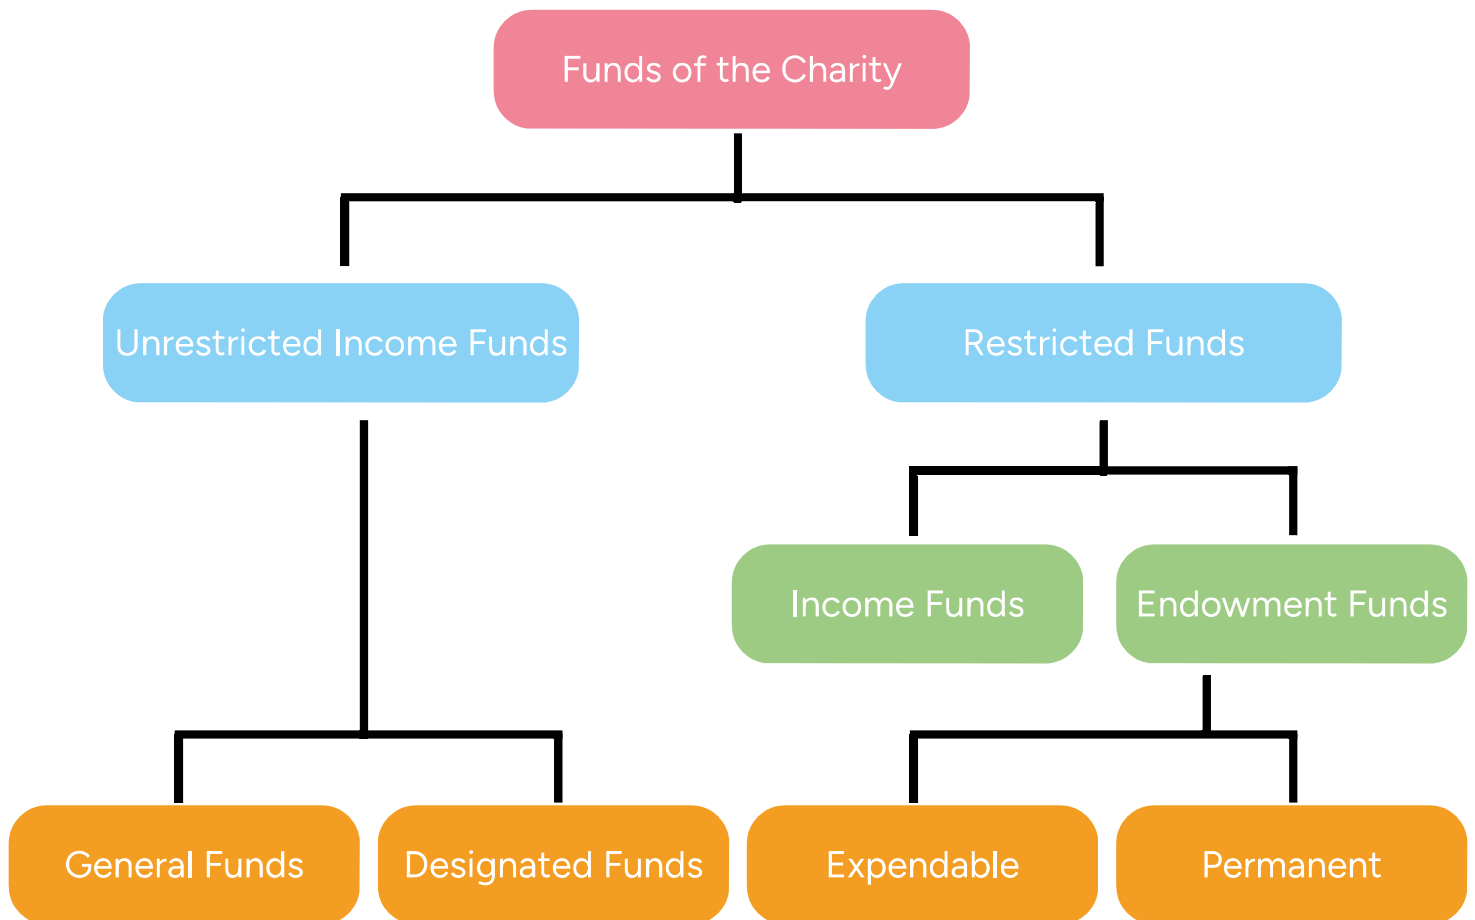 Funds of the Charity
Unrestricted Income Funds
Restricted Funds
Income Funds
Endowment Funds
General Funds
Designated Funds
Expendable
Permanent